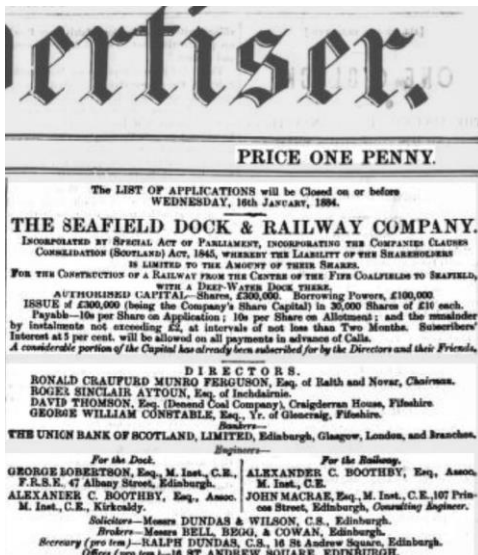 ertiser.
PRICE ONE PENNY.
The LIST OF APPLICATIONS will be Closed on or before
WEDNESDAY, 16th JANUARY, 1884.
THE SEAFIELD DOCK & RAILWAY COMPANY.
INCORPORATED BY SPECIAL ACT OF PARLIAMENT, INCORPORATING THE COMPANIES CLAUSES
CONSOLIDATION (SCOTLAND) ACT, 1845, WHEREBY THE LIABILITY OF THE SHAREHOLDERS
IS LIMITED TO THE AMOUNT OF THEIR SHARES.
FOR THE CONSTRUCTION OF A RAILWAY FROM THE CENTRE OF THE FIFE COALFIELDS TO SEAFIELD,
WITH A DEEP-WATER DOCK THERE.
AUTHORISED CAPITAL—Shares, £300,000. Borrowing Powers, £100,000.
ISSUE of £300,000 (being the Company's Share Capital) in 30,000 Shares of £10 each.
Payable—10s per Share on Application; 10s per Share on Allotment; and the remainder
by instalments not exceeding £2, at intervals of not less than Two Months. Subscribers'
Interest at 5 per cent. will be allowed on all payments in advance of Calls.
A considerable portion of the Capital has already been subscribed for by the Directors and their Friends.
DIRECTORS.
RONALD CRAUFURD MUNRO FERGUSON, Esq. of Raith and Novar, Chairman.
ROGER SINCLAIR AYTOUN, Esq. of Inchdairnie.
DAVID THOMSON, Esq. (Denend Coal Company), Craigderran House, Fifeshire.
GEORGE WILLIAM CONSTABLE, Esq., Yr. of Glencraig, Fifeshire.
Bankers—
THE UNION BANK OF SCOTLAND, LIMITED, Edinburgh, Glasgow, London, and Branches.
Engineers—
For the Dock.
GEORGE ROBERTSON, Esq., M. Inst., C.E.,
F.R.S.E., 47 Albany Street, Edinburgh.
ALEXANDER C. BOOTHBY, Esq., Assoc.
M. Inst., C.E., Kirkcaldy.
For the Railway.
ALEXANDER C. BOOTHBY, Esq., Assoc.
M. Inst., C.E.
JOHN MACRAE, Esq., M. Inst., C.E., 107 Prin-
ces Street, Edinburgh, Consulting Engineer.
Solicitors—Messrs DUNDAS & WILSON, C.S., Edinburgh.
Brokers—Messrs BELL, BEGG, & COWAN, Edinburgh.
Secretary (pro tem)—RALPH DUNDAS, C.S., 16 St Andrew Square, Edinburgh.
Offices (pro tem)—16 ST ANDREW SQUARE, EDINBURGH.